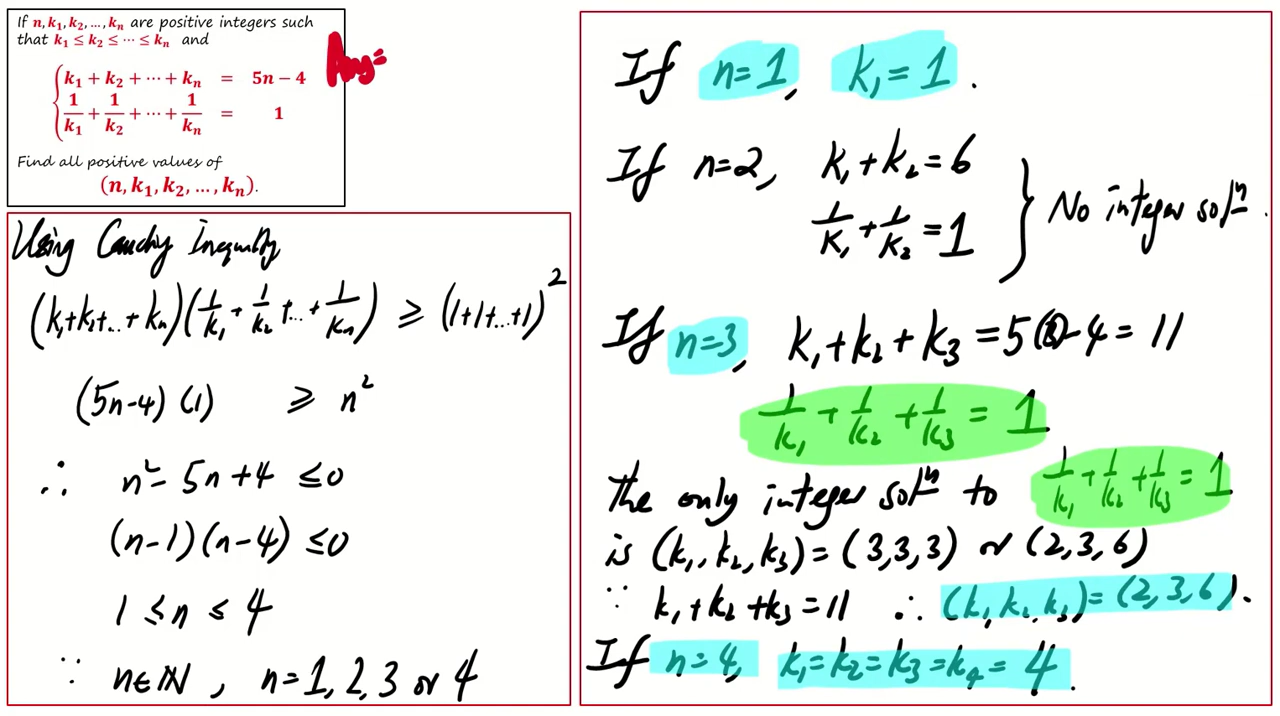 If n, k₁, k₂, …, kₙ are positive integers such
that k₁ ≤ k₂ ≤ ⋯ ≤ kₙ and
k₁ + k₂ + ⋯ + kₙ = 5n − 4
1/k₁ + 1/k₂ + ⋯ + 1/kₙ = 1
Find all positive values of
(n, k₁, k₂, …, kₙ).
Ans:
Using Cauchy Inequality
(k₁+k₂+...+kₙ)(1/k₁ + 1/k₂ +...+ 1/kₙ) ≥ (1+1+...+1)²
(5n-4)(1) ≥ n²
∴ n²-5n+4 ≤0
(n-1)(n-4) ≤0
1 ≤ n ≤ 4
∵ n∈ℕ, n=1,2,3 or 4
If n=1, k₁=1.
If n=2, k₁+k₂=6
1/k₁ + 1/k₂ = 1
} No integer solⁿ.
If n=3, k₁+k₂+k₃ =5(3)-4 = 11
1/k₁ + 1/k₂ + 1/k₃ = 1
The only integer solⁿ to 1/k₁ + 1/k₂ + 1/k₃ = 1
is (k₁,k₂,k₃) = (3,3,3) or (2,3,6)
∵ k₁+k₂+k₃=11 ∴ (k₁,k₂,k₃)=(2,3,6).
If n=4, k₁=k₂=k₃=k₄=4.